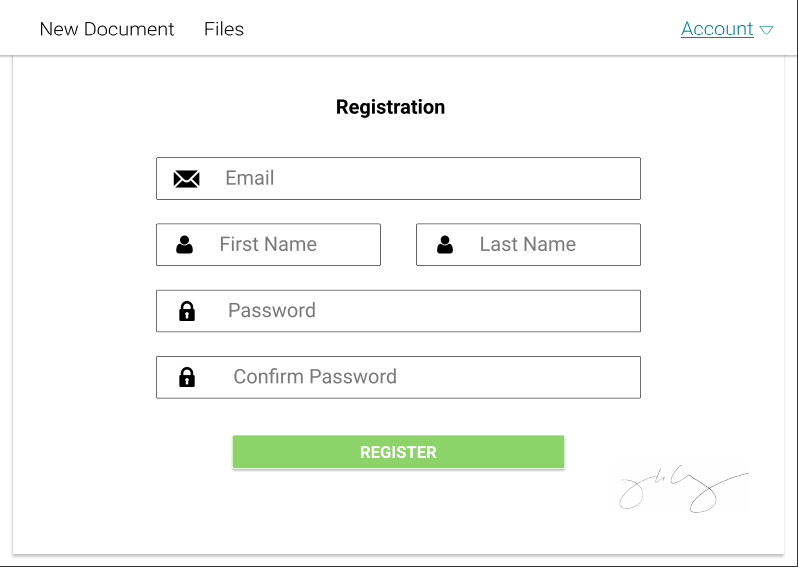 New Document Files Account
Registration
Email
First Name Last Name
Password
Confirm Password
REGISTER